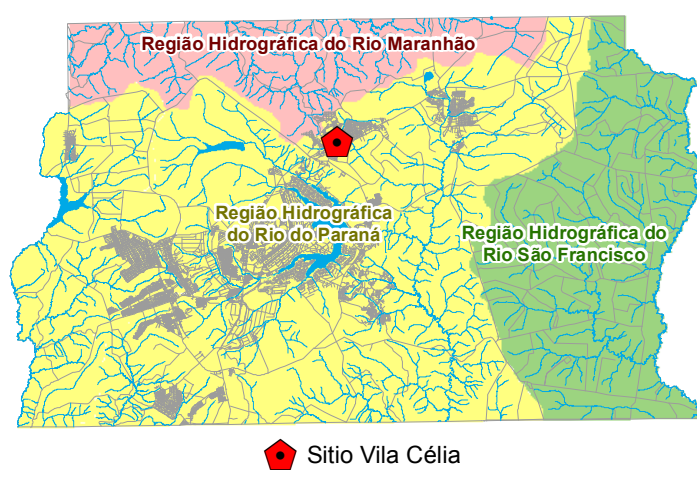 Região Hidrográfica do Rio Maranhão
Região Hidrográfica
do Rio do Paraná
Região Hidrográfica do
Rio São Francisco
Sitio Vila Célia